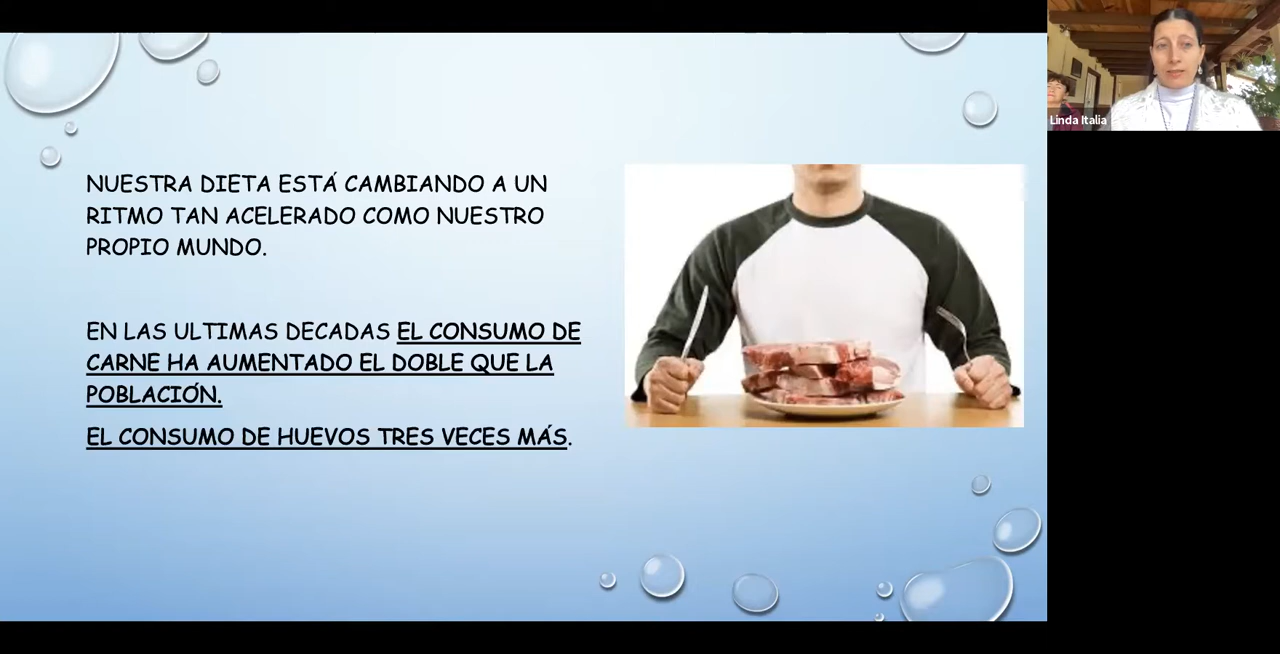 NUESTRA DIETA ESTÁ CAMBIANDO A UN
RITMO TAN ACELERADO COMO NUESTRO
PROPIO MUNDO.
EN LAS ULTIMAS DECADAS EL CONSUMO DE
CARNE HA AUMENTADO EL DOBLE QUE LA
POBLACIÓN.
EL CONSUMO DE HUEVOS TRES VECES MÁS.
Linda Italia